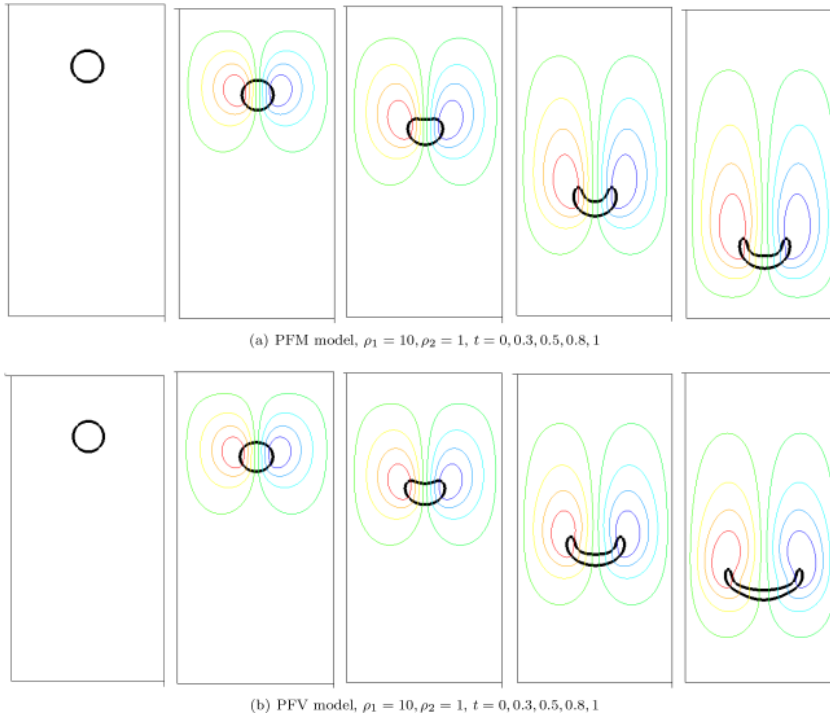 (a) PFM model, ρ₁ = 10, ρ₂ = 1, t = 0, 0.3, 0.5, 0.8, 1
(b) PFV model, ρ₁ = 10, ρ₂ = 1, t = 0, 0.3, 0.5, 0.8, 1